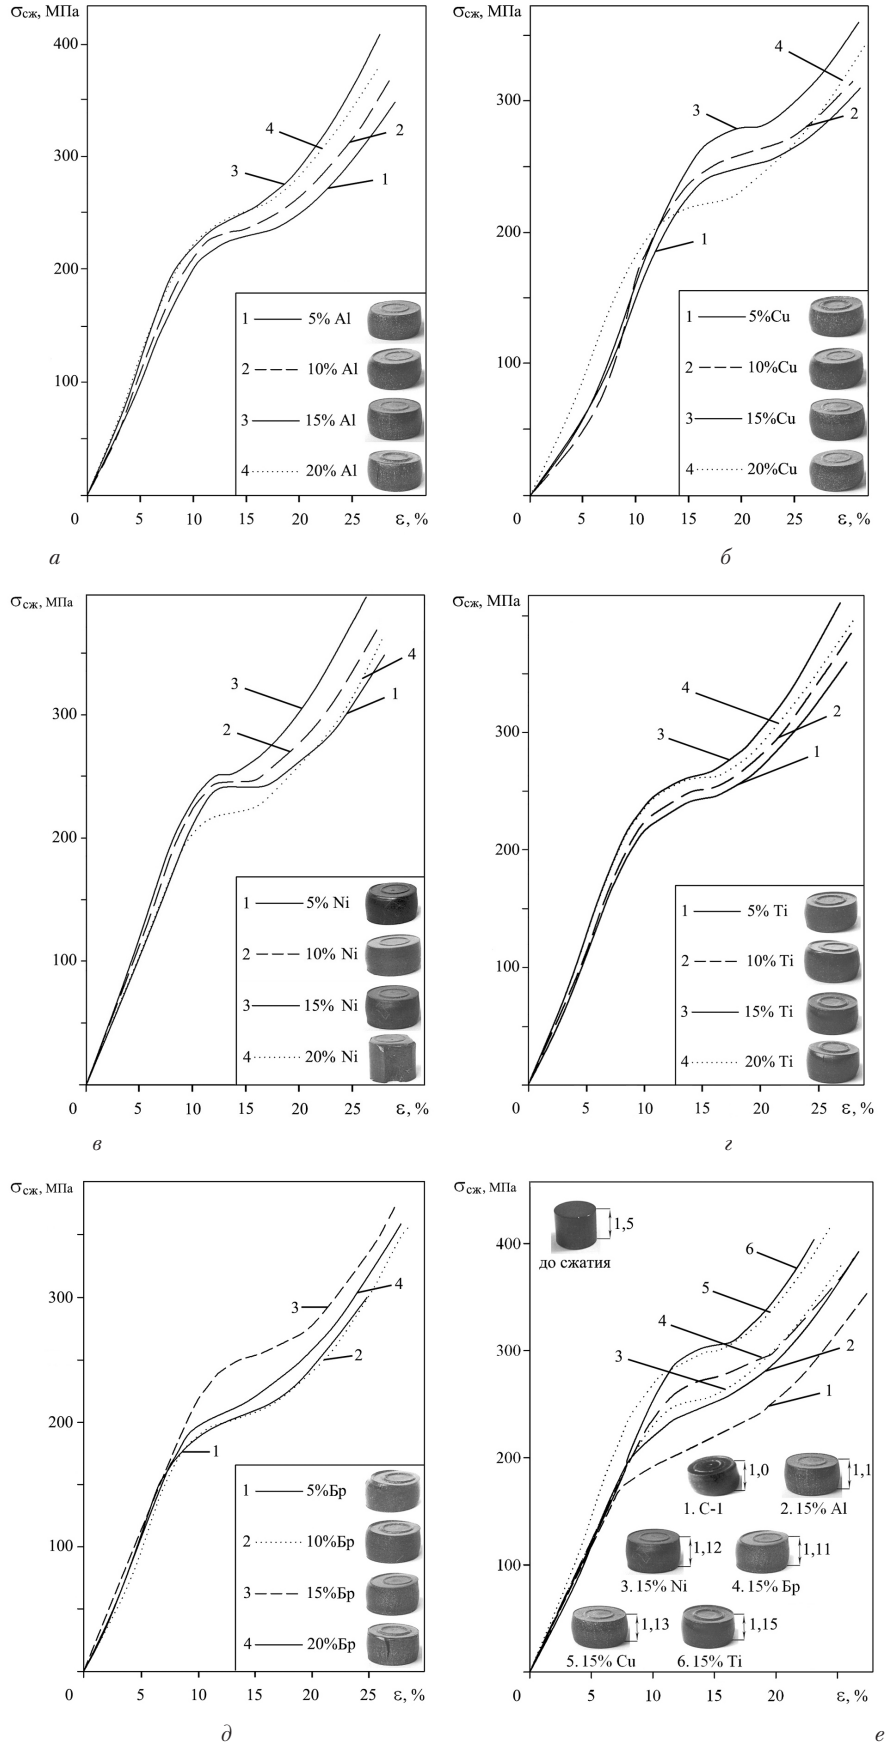 σсж, МПа
400
300
200
100
0 5 10 15 20 25 ε, %
4
3
2
1
1 5% Al
2 10% Al
3 15% Al
4 20% Al
а
σсж, МПа
300
200
100
0 5 10 15 20 25 ε, %
4
3
2
1
1 5%Cu
2 10%Cu
3 15%Cu
4 20%Cu
б
σсж, МПа
300
200
100
0 5 10 15 20 25 ε, %
3
4
2
1
1 5% Ni
2 10% Ni
3 15% Ni
4 20% Ni
в
σсж, МПа
300
200
100
0 5 10 15 20 25 ε, %
4
3
2
1
1 5% Ti
2 10% Ti
3 15% Ti
4 20% Ti
г
σсж, МПа
300
200
100
0 5 10 15 20 25 ε, %
3
4
2
1
1 5%Бр
2 10%Бр
3 15%Бр
4 20%Бр
д
σсж, МПа
400
300
200
100
0 5 10 15 20 25 ε, %
1,5
до сжатия
6
5
4
3
2
1
1,0 1,1
1. С-1 2. 15% Al
1,12 1,11
3. 15% Ni 4. 15% Бр
1,13 1,15
5. 15% Cu 6. 15% Ti
е